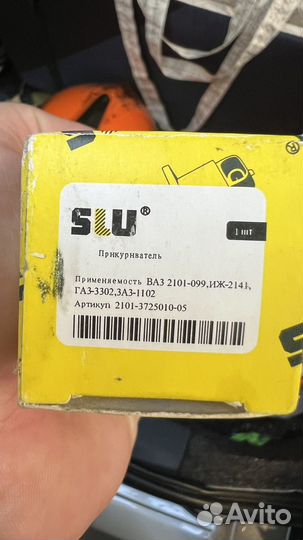 SLU®
1 шт
Прикуриватель
Применяемость ВАЗ 2101-099,ИЖ-2141,
ГАЗ-3302,ЗАЗ-1102
Артикул 2101-3725010-05
SLU
Avito